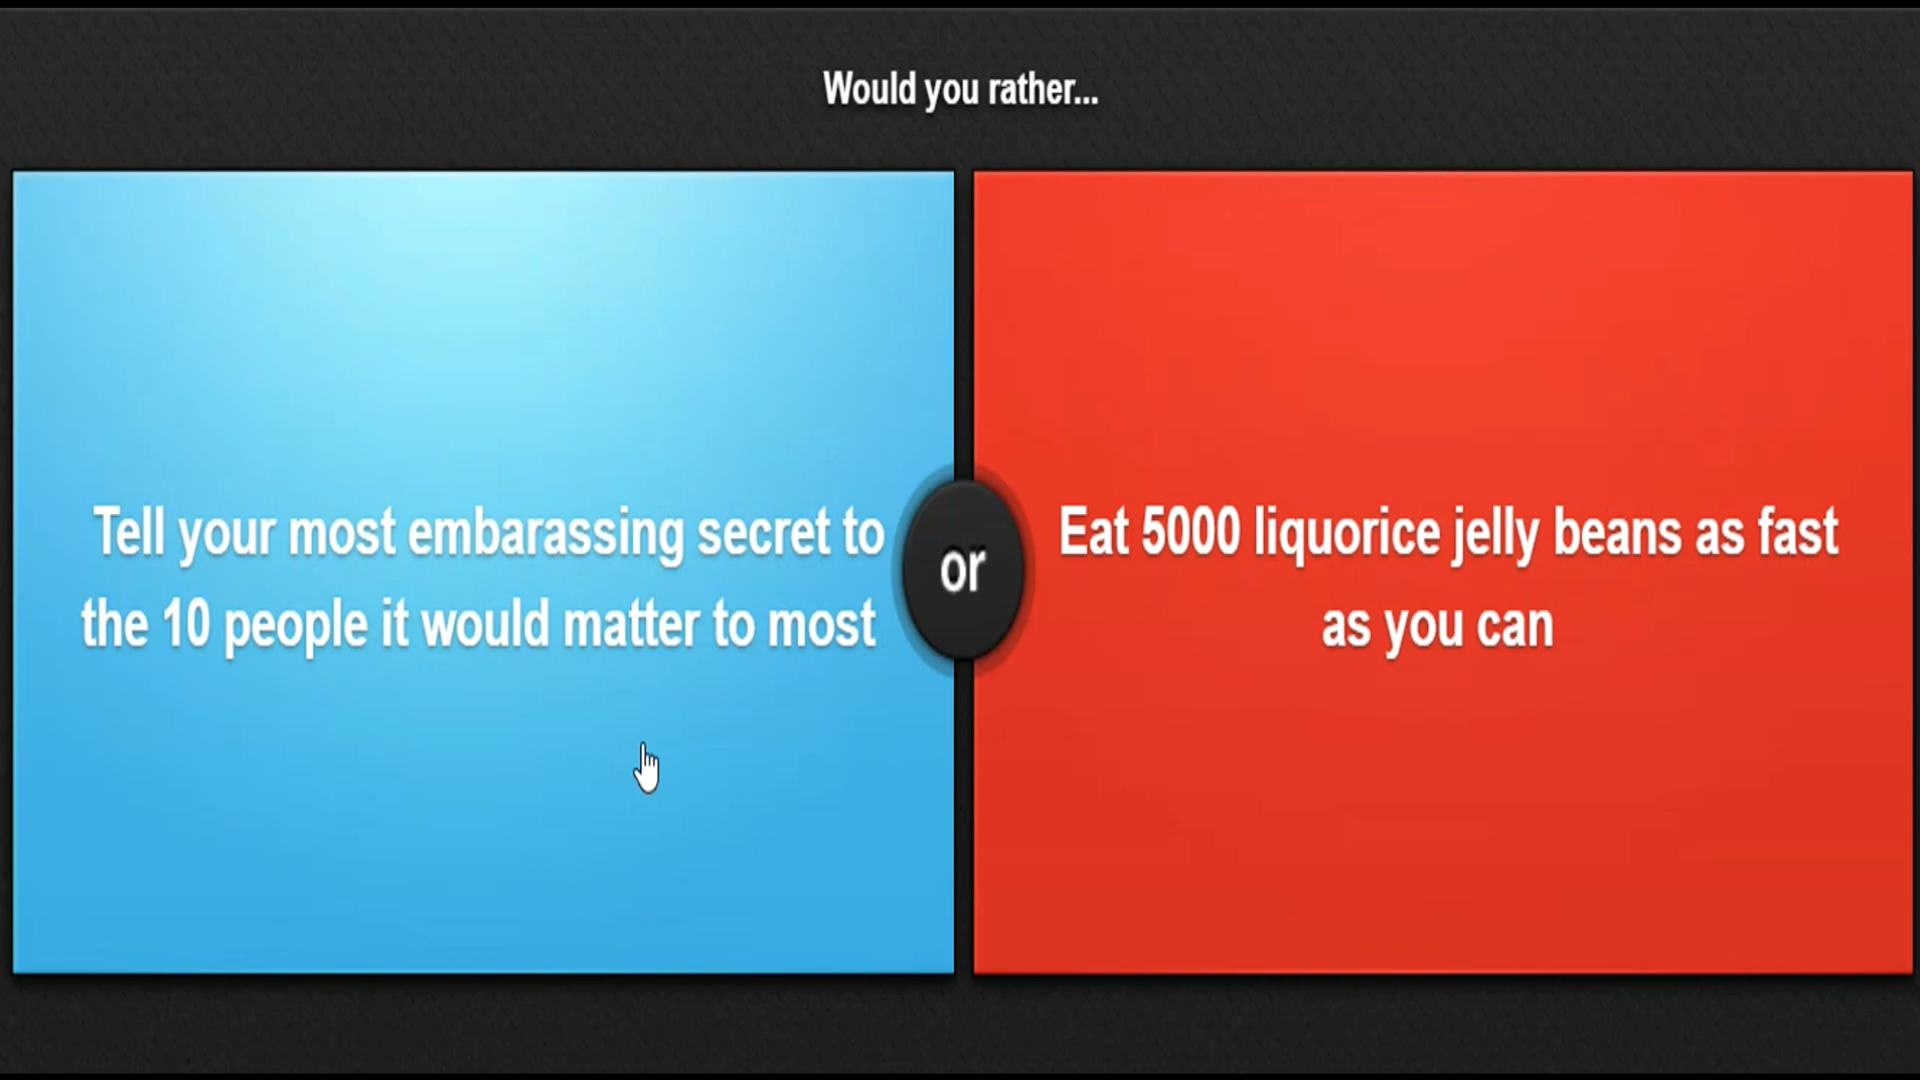 Would you rather...
Tell your most embarassing secret to
the 10 people it would matter to most
or
Eat 5000 liquorice jelly beans as fast
as you can